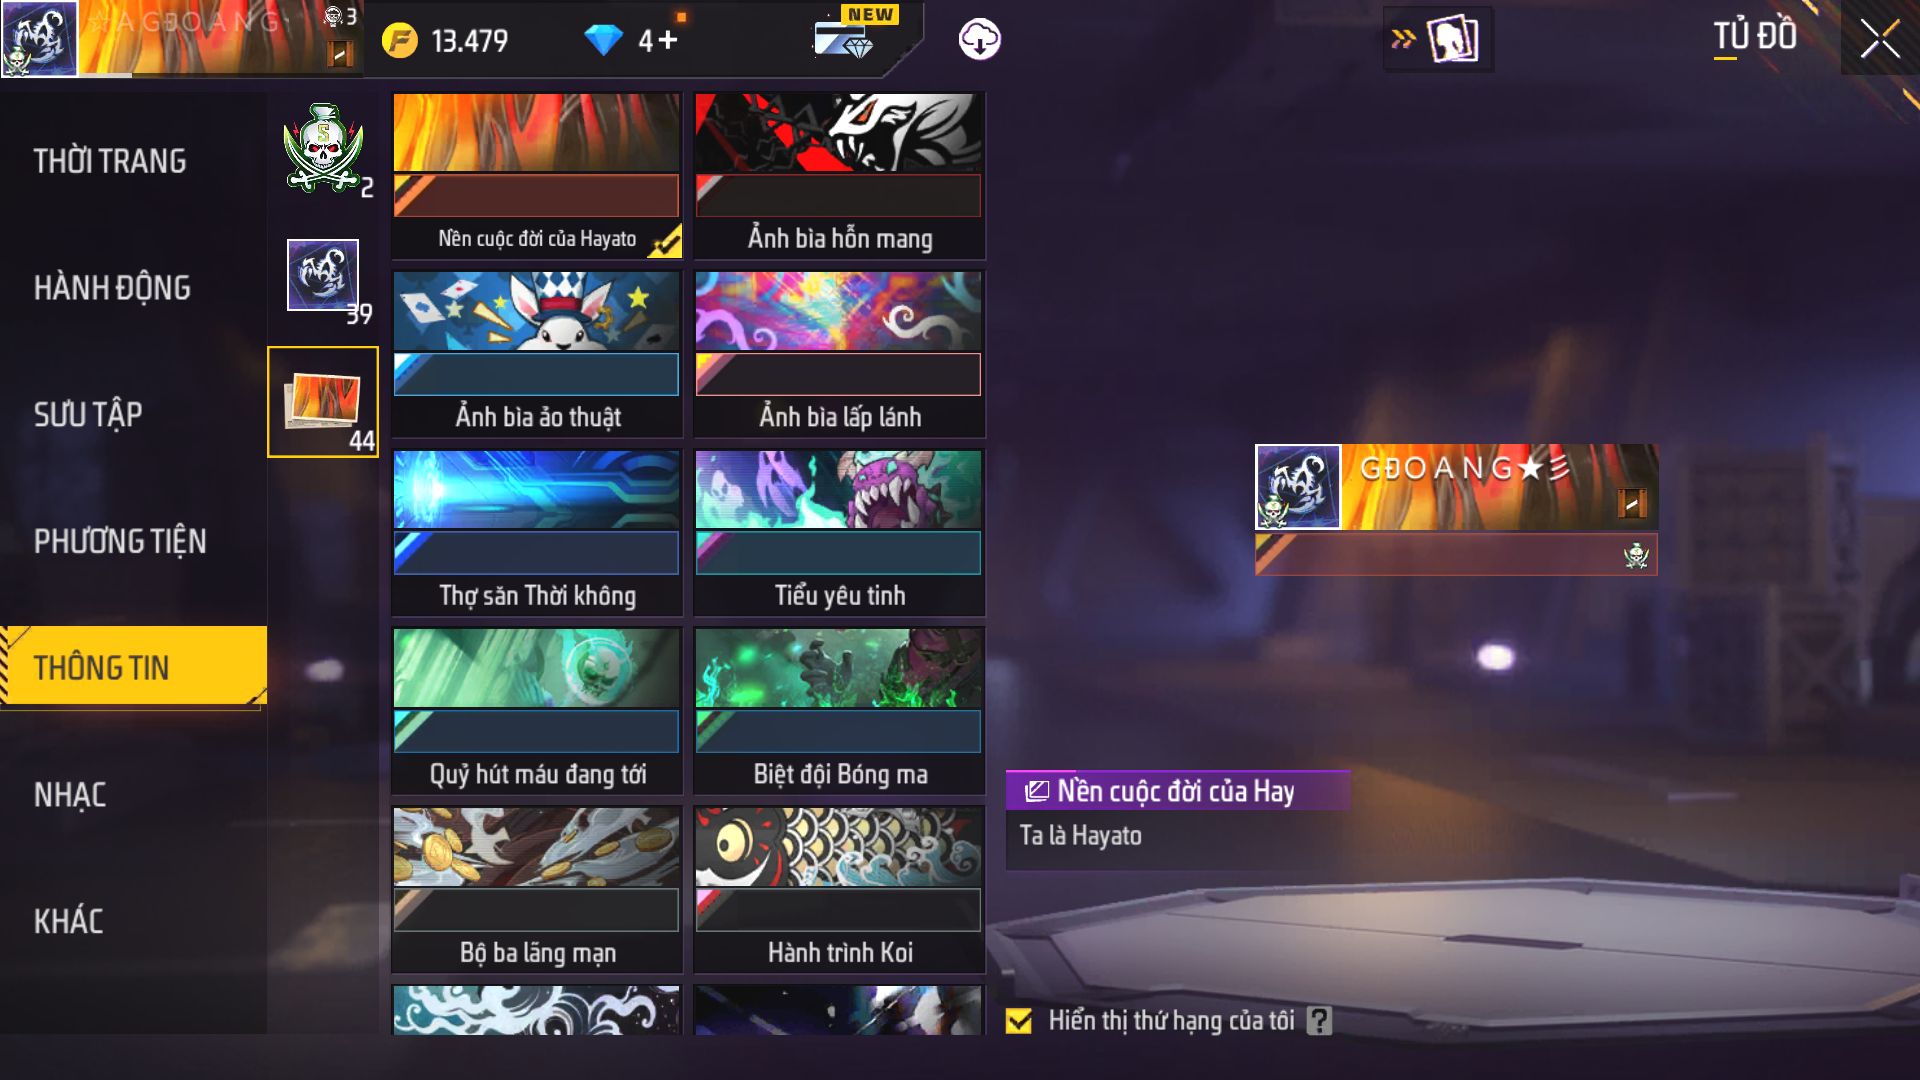 ☆AGĐOANG
3
13.479
4+
NEW
TỦ ĐỒ
THỜI TRANG
HÀNH ĐỘNG
SƯU TẬP
PHƯƠNG TIỆN
THÔNG TIN
NHẠC
KHÁC
S
2
39
44
Nền cuộc đời của Hayato
Ảnh bìa hỗn mang
Ảnh bìa ảo thuật
Ảnh bìa lấp lánh
Thợ săn Thời không
Tiểu yêu tinh
Quỷ hút máu đang tới
Biệt đội Bóng ma
Bộ ba lãng mạn
Hành trình Koi
GĐOANG★彡
Nền cuộc đời của Hay
Ta là Hayato
Hiển thị thứ hạng của tôi ?